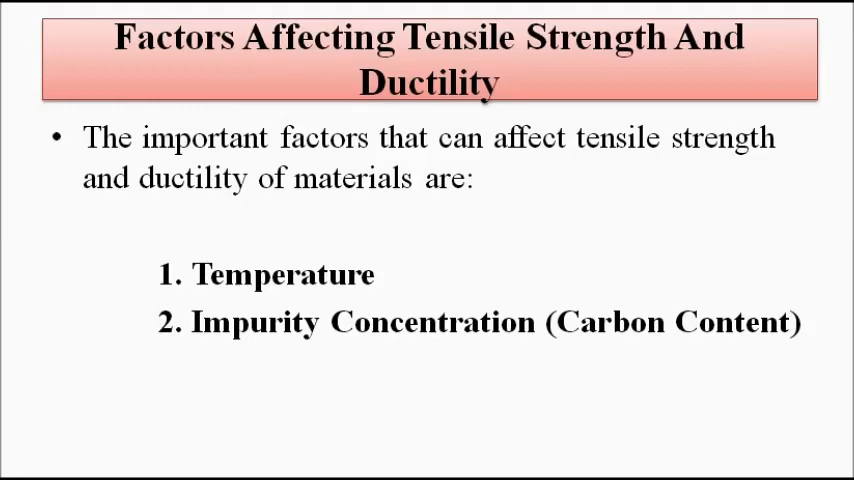 Factors Affecting Tensile Strength And
Ductility
• The important factors that can affect tensile strength
and ductility of materials are:
1. Temperature
2. Impurity Concentration (Carbon Content)